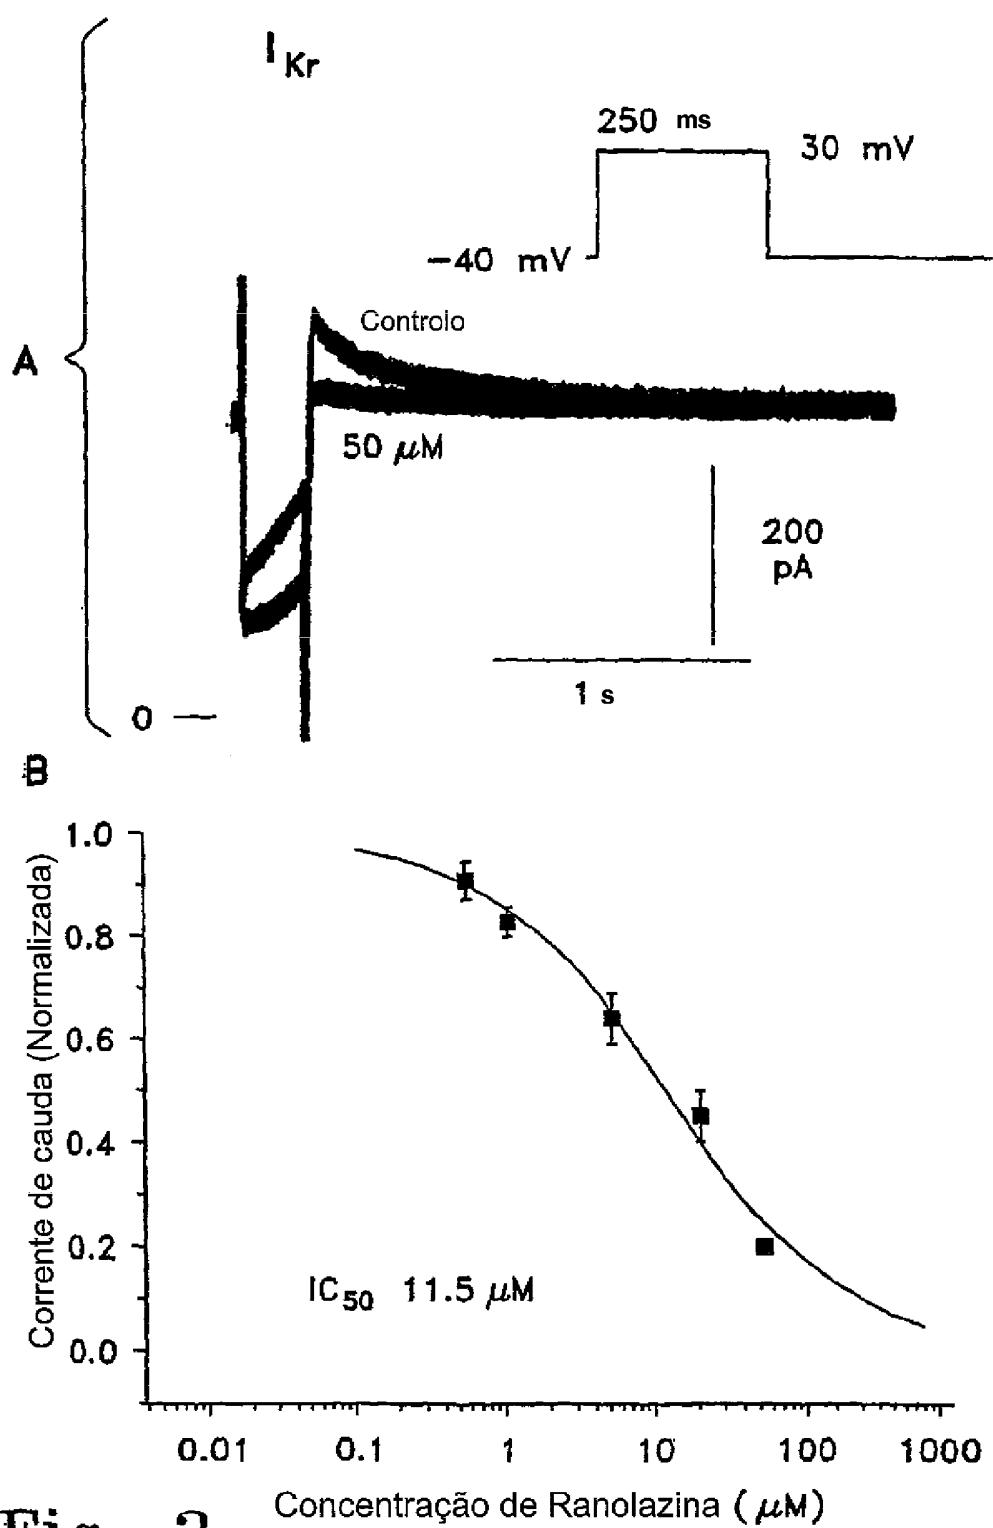 I Kr
250 ms
30 mV
-40 mV
Controlo
A
50 μM
200
pA
1 s
0
B
1.0
0.8
0.6
0.4
0.2
0.0
Corrente de cauda (Normalizada)
IC50 11.5 μM
0.01 0.1 1 10 100 1000
Concentração de Ranolazina (μM)